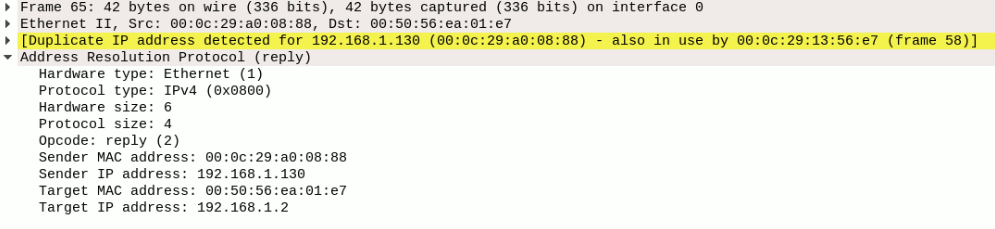 Frame 65: 42 bytes on wire (336 bits), 42 bytes captured (336 bits) on interface 0
Ethernet II, Src: 00:0c:29:a0:08:88, Dst: 00:50:56:ea:01:e7
[Duplicate IP address detected for 192.168.1.130 (00:0c:29:a0:08:88) - also in use by 00:0c:29:13:56:e7 (frame 58)]
Address Resolution Protocol (reply)
Hardware type: Ethernet (1)
Protocol type: IPv4 (0x0800)
Hardware size: 6
Protocol size: 4
Opcode: reply (2)
Sender MAC address: 00:0c:29:a0:08:88
Sender IP address: 192.168.1.130
Target MAC address: 00:50:56:ea:01:e7
Target IP address: 192.168.1.2